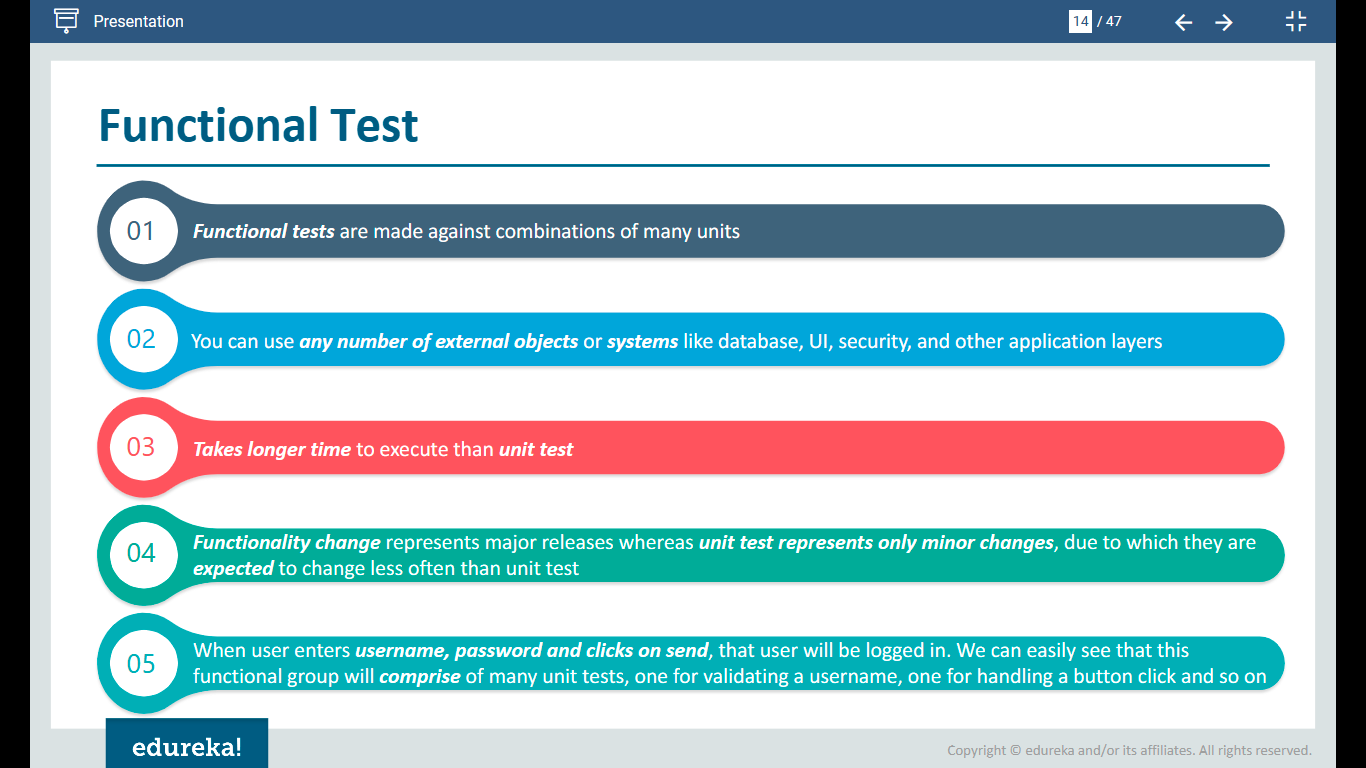 Presentation
14 / 47
Functional Test
01
Functional tests are made against combinations of many units
02
You can use any number of external objects or systems like database, UI, security, and other application layers
03
Takes longer time to execute than unit test
04
Functionality change represents major releases whereas unit test represents only minor changes, due to which they are
expected to change less often than unit test
05
When user enters username, password and clicks on send, that user will be logged in. We can easily see that this
functional group will comprise of many unit tests, one for validating a username, one for handling a button click and so on
edureka!
Copyright © edureka and/or its affiliates. All rights reserved.